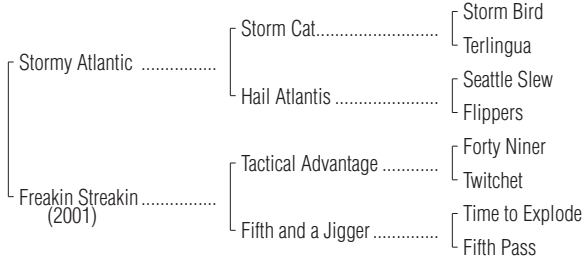 Storm Bird
Storm Cat
Terlingua
Stormy Atlantic
Seattle Slew
Hail Atlantis
Flippers
Forty Niner
Tactical Advantage
Twitchet
Freakin Streakin
(2001)
Time to Explode
Fifth and a Jigger
Fifth Pass